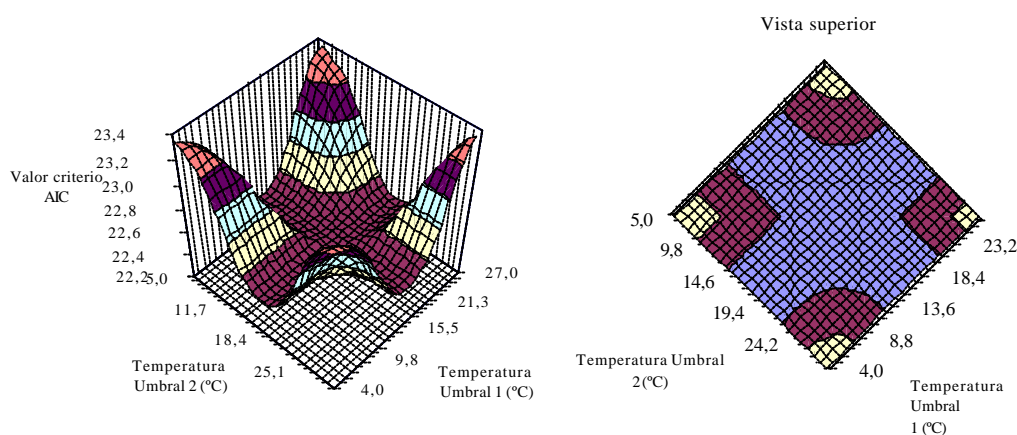 Vista superior
23,4
23,2
Valor criterio
AIC
23,0
22,8
22,6
22,4
22,2
5,0
11,7
18,4
25,1
Temperatura
Umbral 2 (ºC)
27,0
21,3
15,5
9,8
4,0
Temperatura
Umbral 1 (ºC)
5,0
9,8
14,6
19,4
24,2
Temperatura Umbral
2 (ºC)
23,2
18,4
13,6
8,8
4,0
Temperatura
Umbral
1 (ºC)